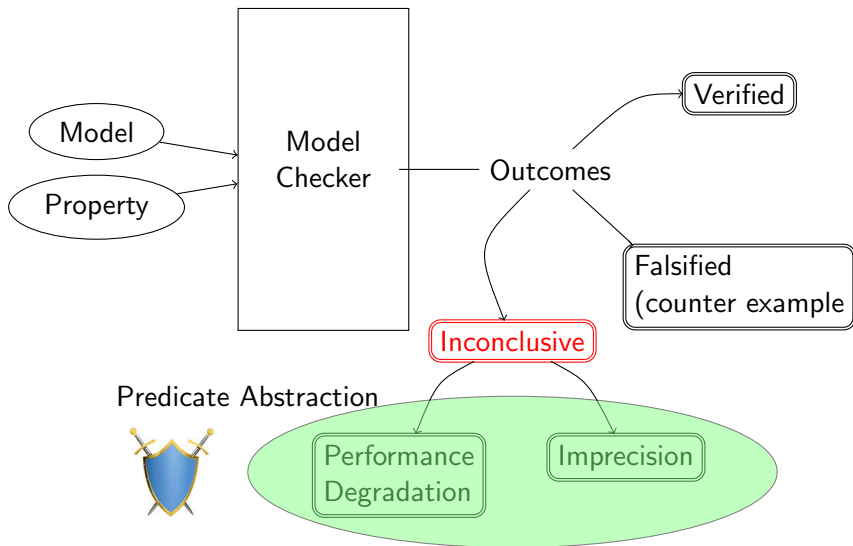 Model
Property
Model
Checker
Outcomes
Verified
Falsified
(counter example
Inconclusive
Predicate Abstraction
Performance
Degradation
Imprecision